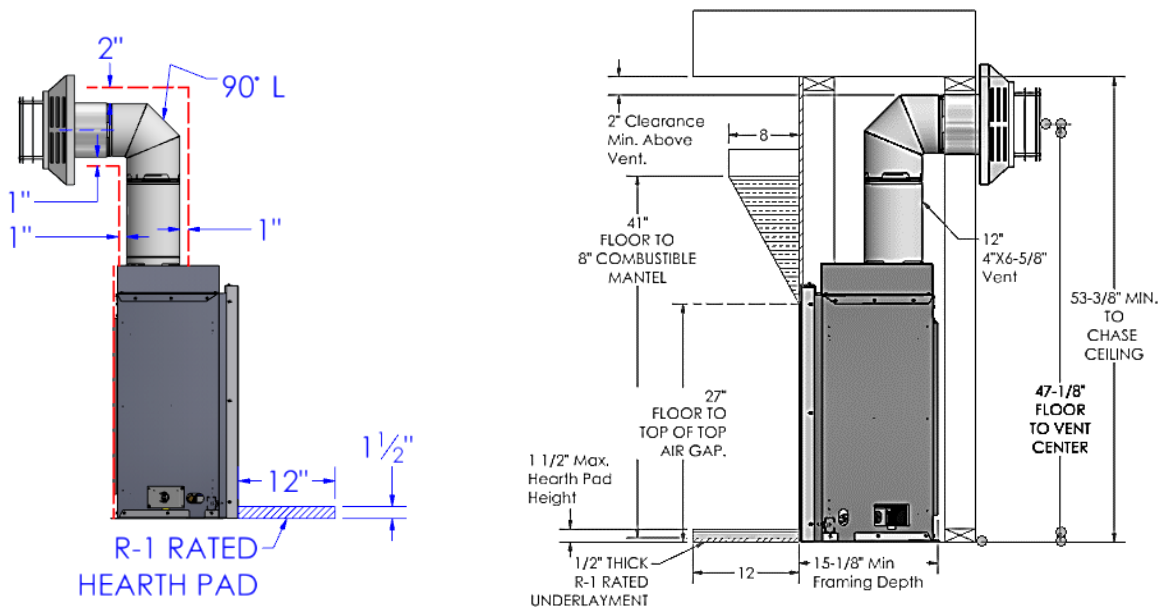 2"
90° L
1"
1"
1"
12"
1½"
R-1 RATED
HEARTH PAD
2" Clearance
Min. Above
Vent.
8
41"
FLOOR TO
8" COMBUSTIBLE
MANTEL
12"
4"X6-5/8"
Vent
53-3/8" MIN.
TO
CHASE
CEILING
27"
FLOOR TO
TOP OF TOP
AIR GAP.
47-1/8"
FLOOR
TO VENT
CENTER
1 1/2" Max.
Hearth Pad
Height
1/2" THICK
R-1 RATED
UNDERLAYMENT
12
15-1/8" Min
Framing Depth